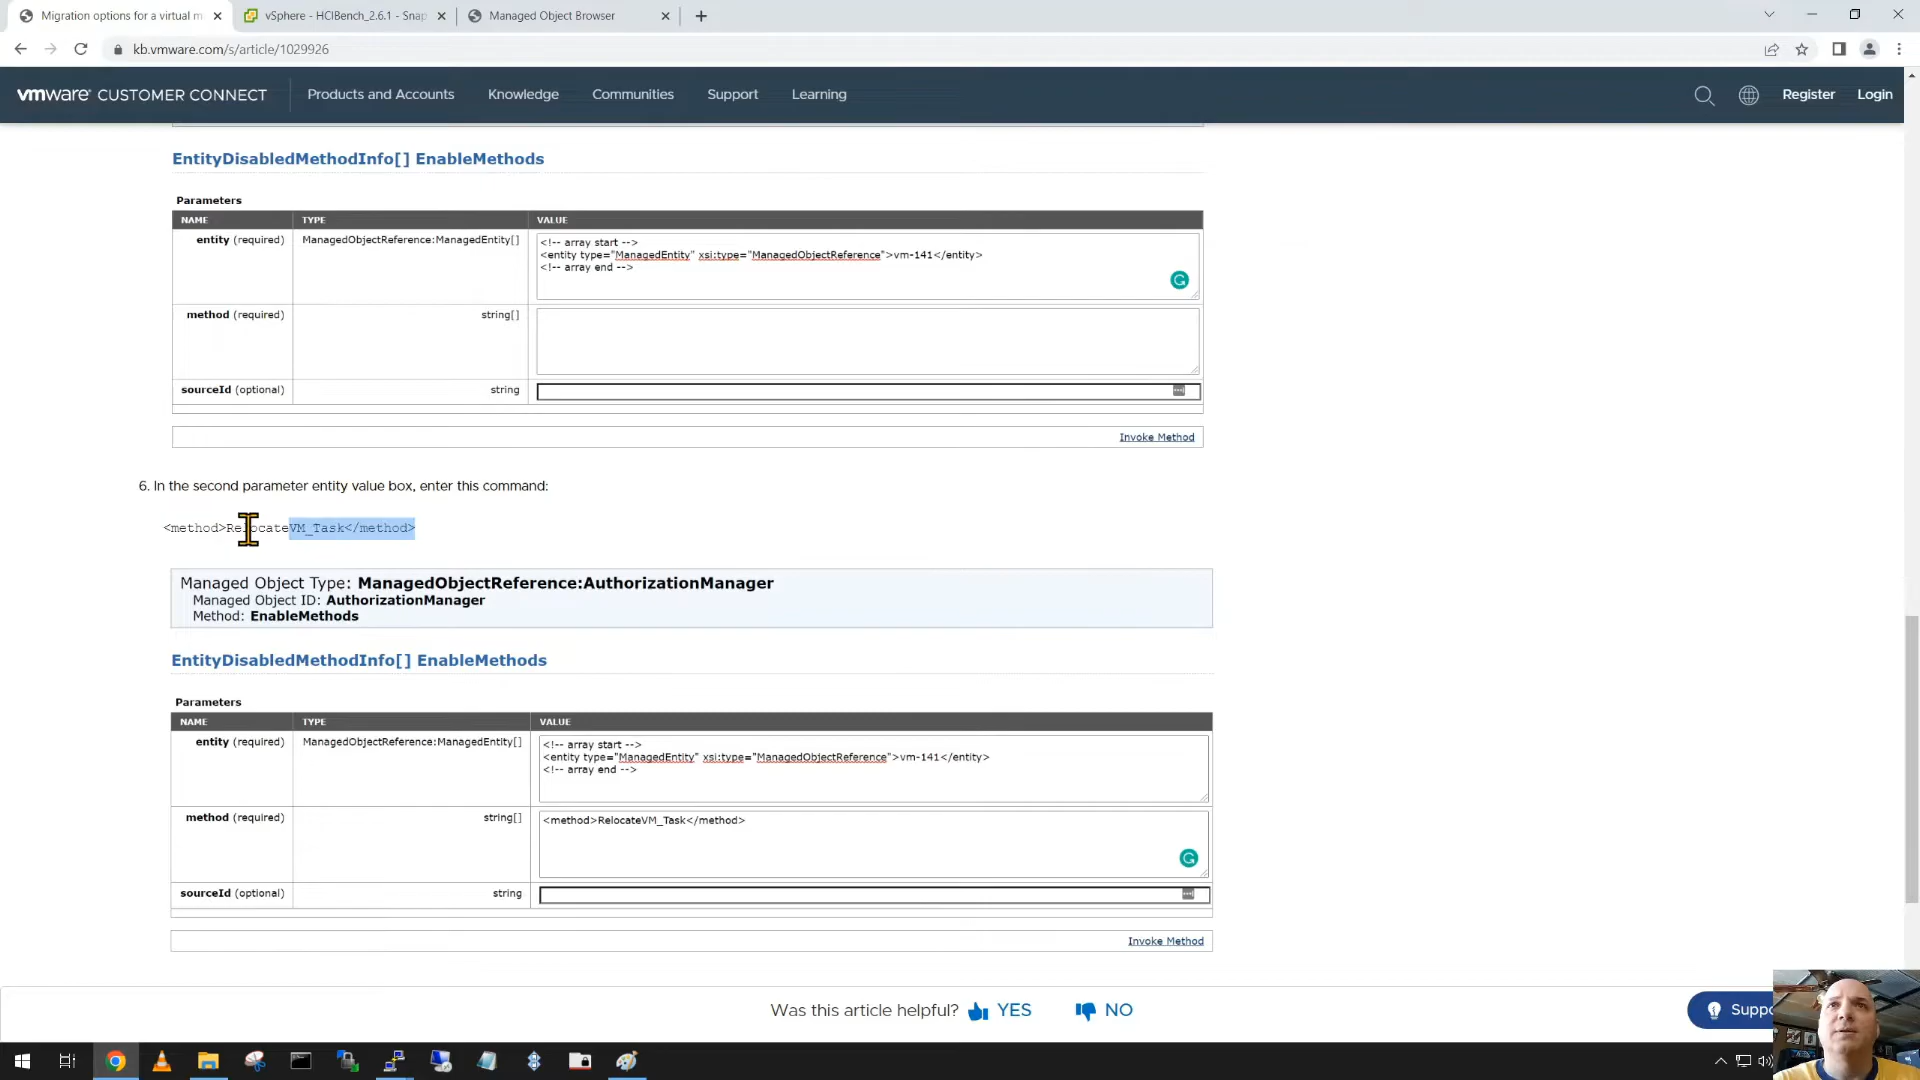 Migration options for a virtual m
vSphere - HCIBench_2.6.1 - Snap
Managed Object Browser
kb.vmware.com/s/article/1029926
vmware® CUSTOMER CONNECT
Products and Accounts
Knowledge
Communities
Support
Learning
Register
Login
EntityDisabledMethodInfo[] EnableMethods
Parameters
NAME TYPE VALUE
entity (required) ManagedObjectReference:ManagedEntity[]
<!-- array start -->
<entity type="ManagedEntity" xsi:type="ManagedObjectReference">vm-141</entity>
<!-- array end -->
method (required) string[]
sourceId (optional) string
Invoke Method
6. In the second parameter entity value box, enter this command:
<method>RelocateVM_Task</method>
Managed Object Type: ManagedObjectReference:AuthorizationManager
Managed Object ID: AuthorizationManager
Method: EnableMethods
EntityDisabledMethodInfo[] EnableMethods
Parameters
NAME TYPE VALUE
entity (required) ManagedObjectReference:ManagedEntity[]
<!-- array start -->
<entity type="ManagedEntity" xsi:type="ManagedObjectReference">vm-141</entity>
<!-- array end -->
method (required) string[]
<method>RelocateVM_Task</method>
sourceId (optional) string
Invoke Method
Was this article helpful? YES NO
Suppo